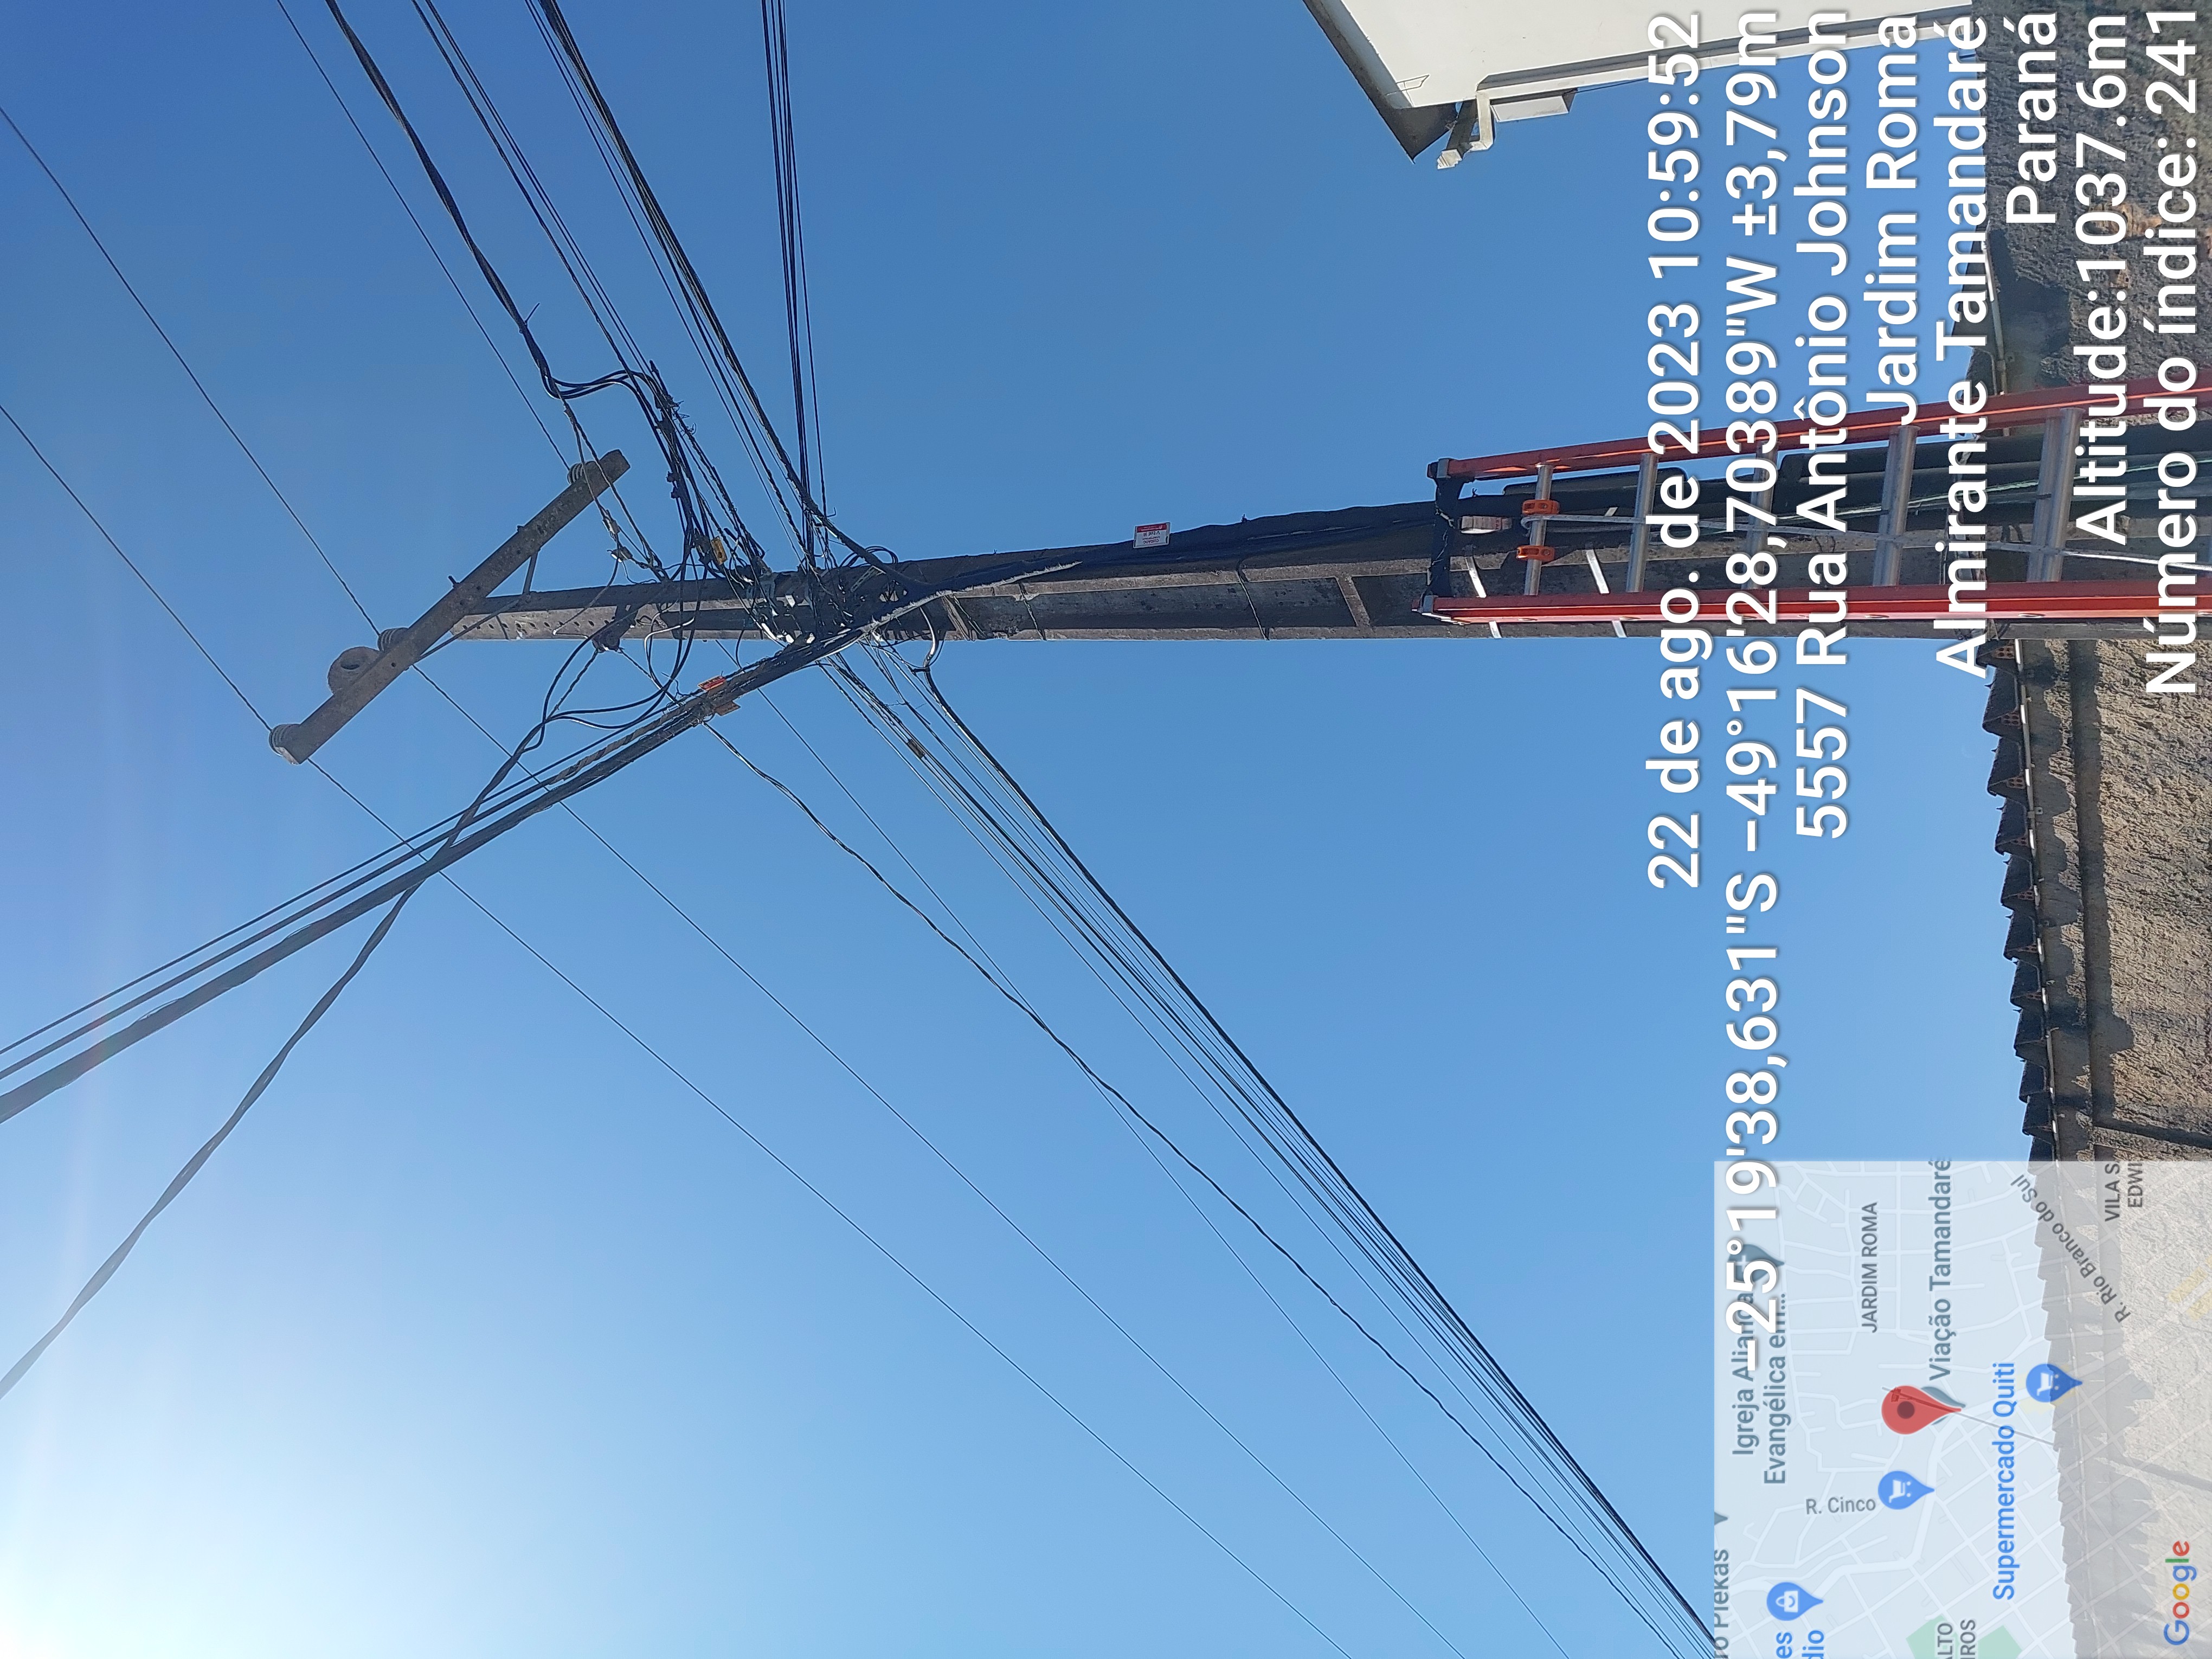 22 de ago. de 2023 10:59:52
−25°19'38,631"S −49°16'28,70389"W ±3,79m
5557 Rua Antônio Johnson
Jardim Roma
Almirante Tamandaré
Paraná
Altitude:1037.6m
Número do índice: 241
Igreja Aliança
Evangélica em...
R. Cinco
JARDIM ROMA
Viação Tamandaré
Supermercado Quiti
R. Rio Branco do Sul
Google